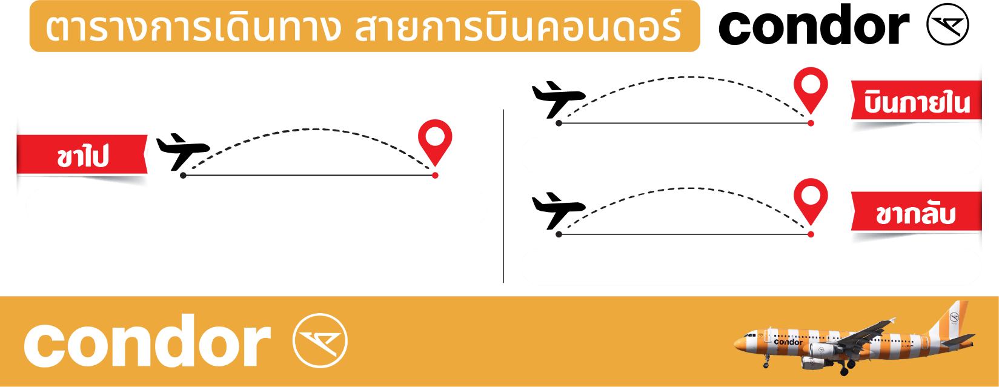 ตารางการเดินทาง สายการบินคอนดอร์
condor
ขาไป
บินภายใน
ขากลับ
condor
condor